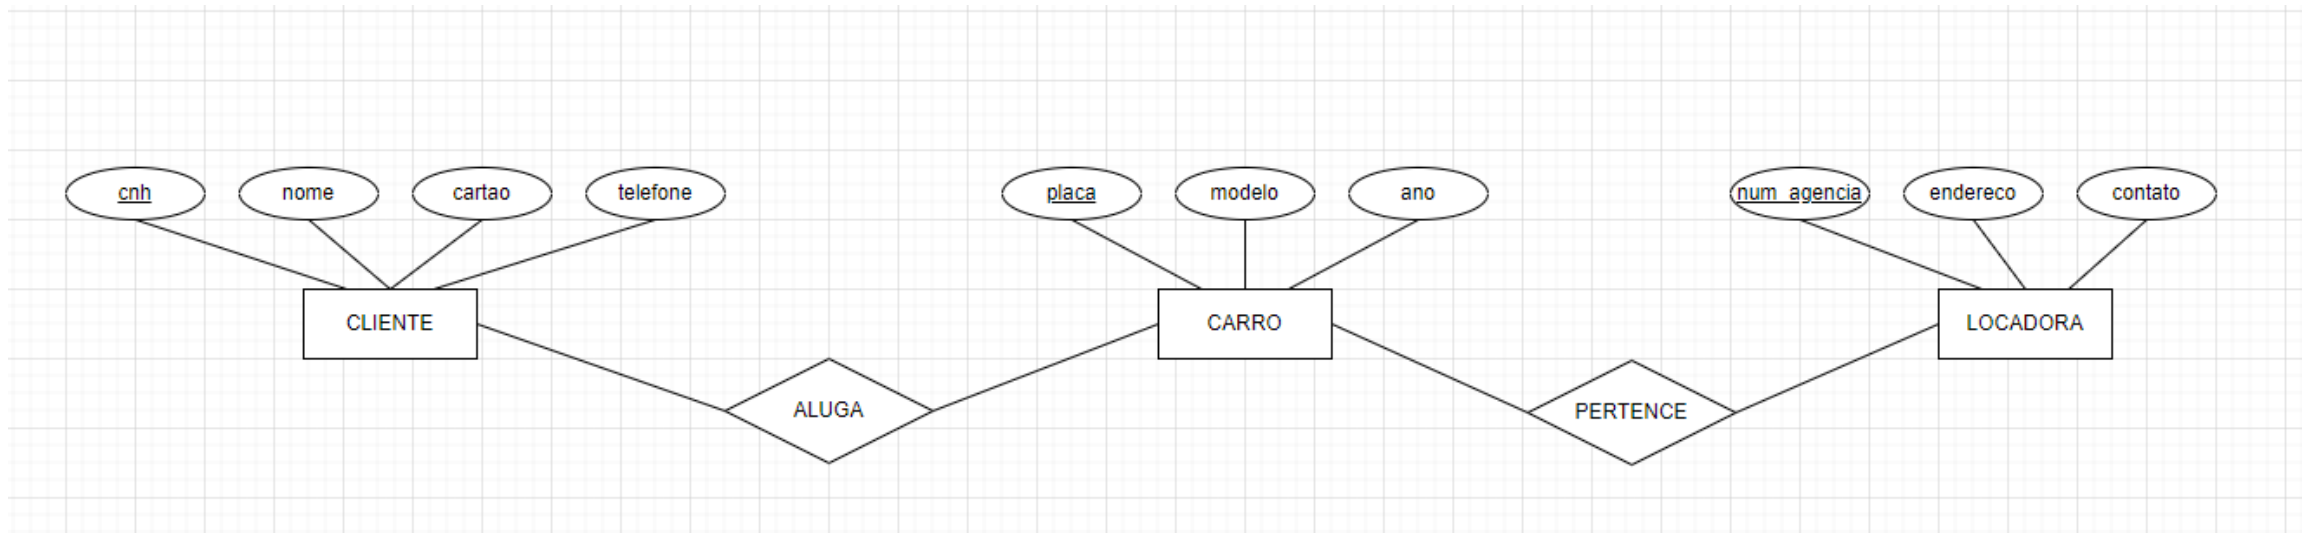 cnh nome cartao telefone placa modelo ano num_agencia endereco contato
CLIENTE CARRO LOCADORA
ALUGA PERTENCE